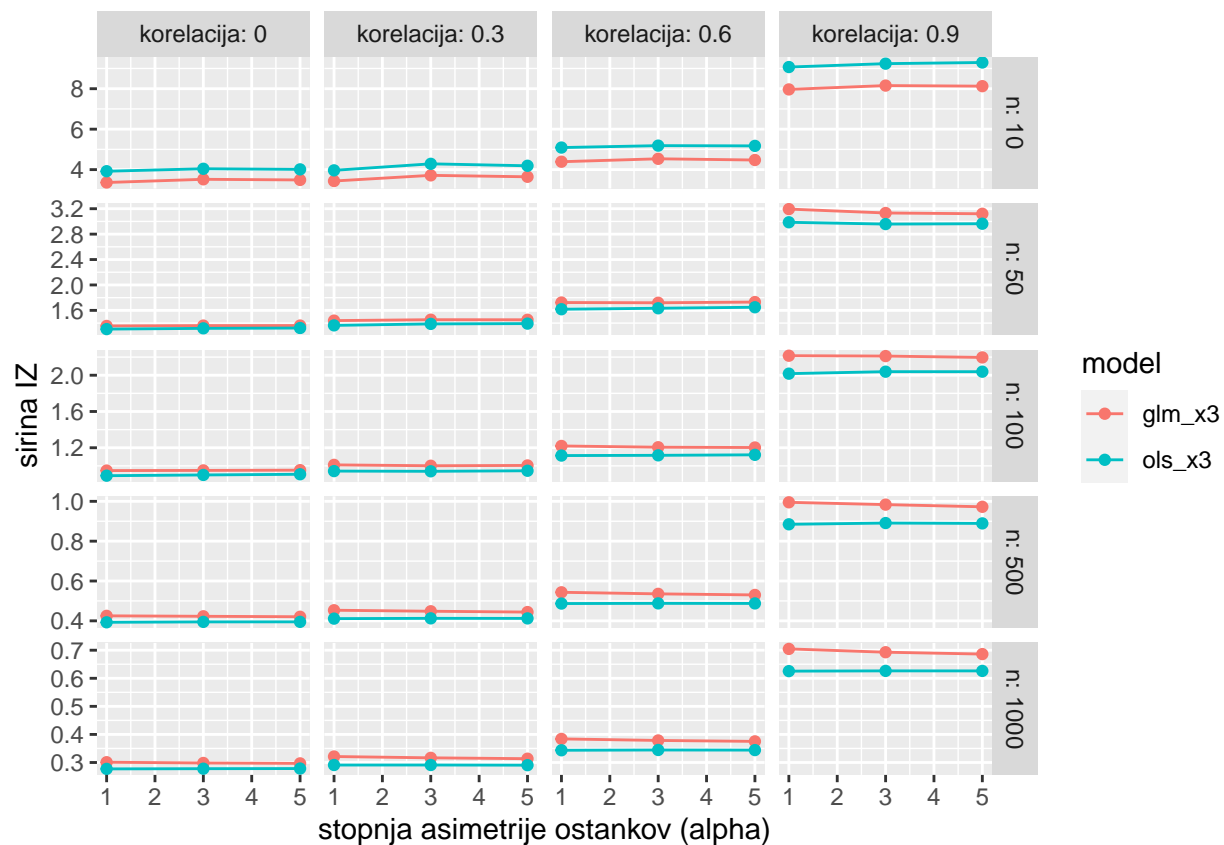 korelacija: 0 korelacija: 0.3 korelacija: 0.6 korelacija: 0.9
8
6
4
n: 10
3.2
2.8
2.4
2.0
1.6
n: 50
2.0
1.6
1.2
n: 100
1.0
0.8
0.6
0.4
n: 500
0.7
0.6
0.5
0.4
0.3
n: 1000
1 2 3 4 5 1 2 3 4 5 1 2 3 4 5 1 2 3 4 5
stopnja asimetrije ostankov (alpha)
sirina IZ
model
glm_x3
ols_x3